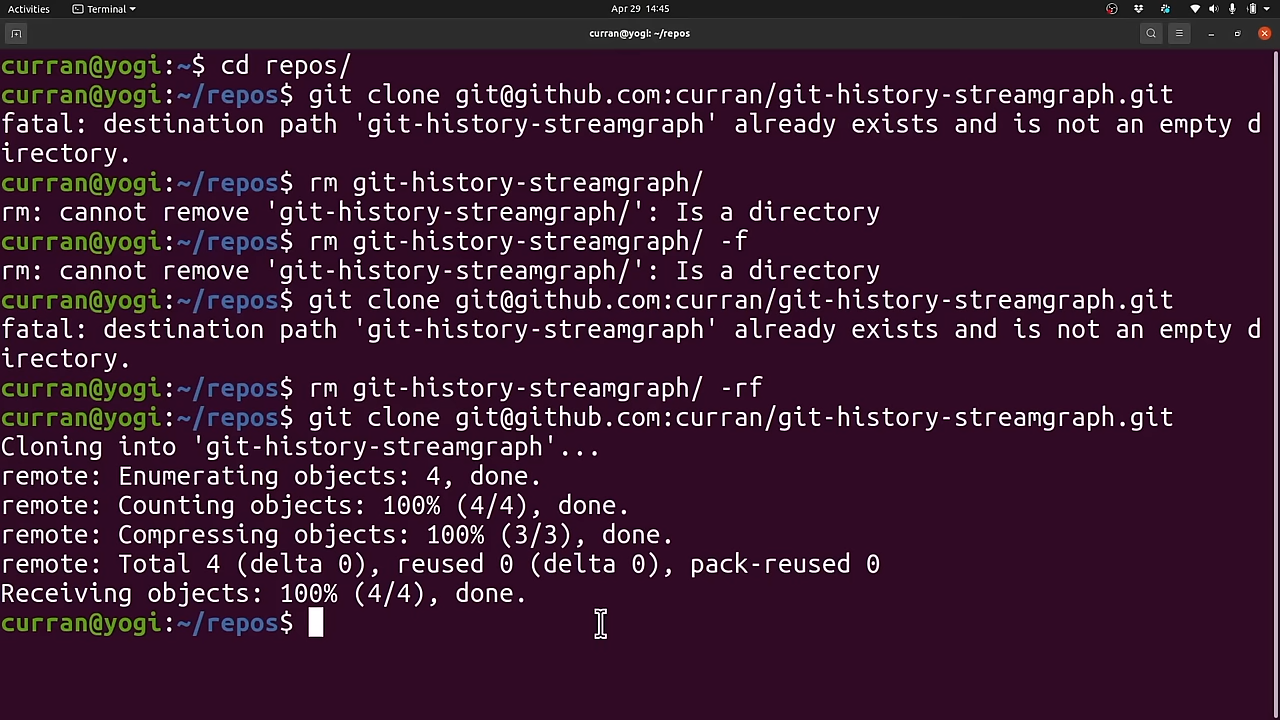 Activities Terminal Apr 29 14:45
curran@yogi: ~/repos
curran@yogi:~$ cd repos/
curran@yogi:~/repos$ git clone git@github.com:curran/git-history-streamgraph.git
fatal: destination path 'git-history-streamgraph' already exists and is not an empty d
irectory.
curran@yogi:~/repos$ rm git-history-streamgraph/
rm: cannot remove 'git-history-streamgraph/': Is a directory
curran@yogi:~/repos$ rm git-history-streamgraph/ -f
rm: cannot remove 'git-history-streamgraph/': Is a directory
curran@yogi:~/repos$ git clone git@github.com:curran/git-history-streamgraph.git
fatal: destination path 'git-history-streamgraph' already exists and is not an empty d
irectory.
curran@yogi:~/repos$ rm git-history-streamgraph/ -rf
curran@yogi:~/repos$ git clone git@github.com:curran/git-history-streamgraph.git
Cloning into 'git-history-streamgraph'...
remote: Enumerating objects: 4, done.
remote: Counting objects: 100% (4/4), done.
remote: Compressing objects: 100% (3/3), done.
remote: Total 4 (delta 0), reused 0 (delta 0), pack-reused 0
Receiving objects: 100% (4/4), done.
curran@yogi:~/repos$